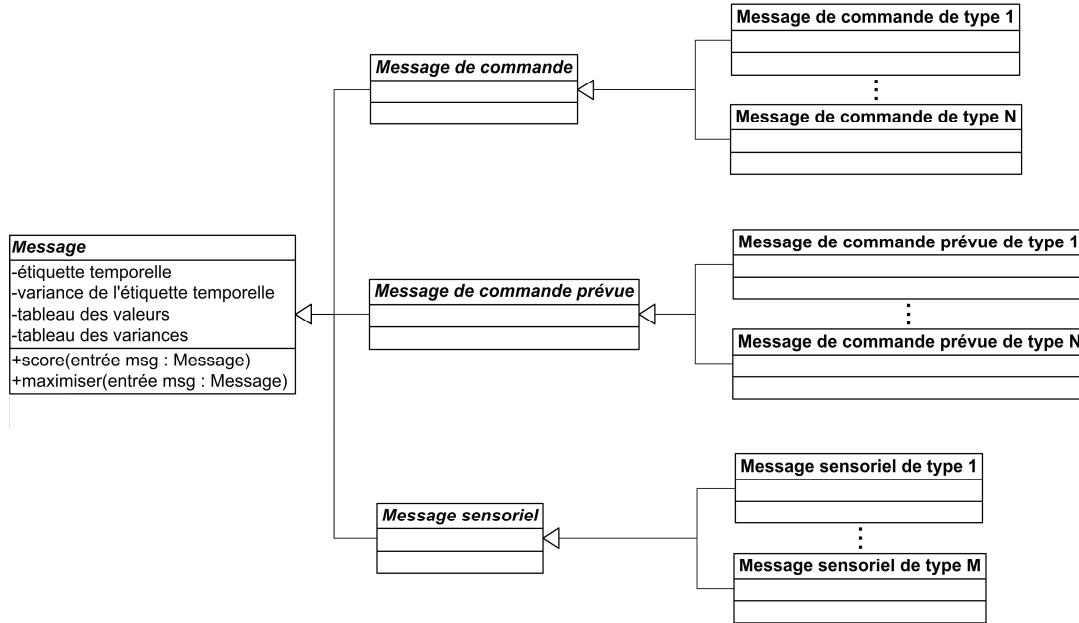 Message de commande de type 1
Message de commande
Message de commande de type N
Message
-étiquette temporelle
-variance de l'étiquette temporelle
-tableau des valeurs
-tableau des variances
+score(entrée msg : Message)
+maximiser(entrée msg : Message)
Message de commande prévue de type 1
Message de commande prévue
Message de commande prévue de type N
Message sensoriel de type 1
Message sensoriel
Message sensoriel de type M